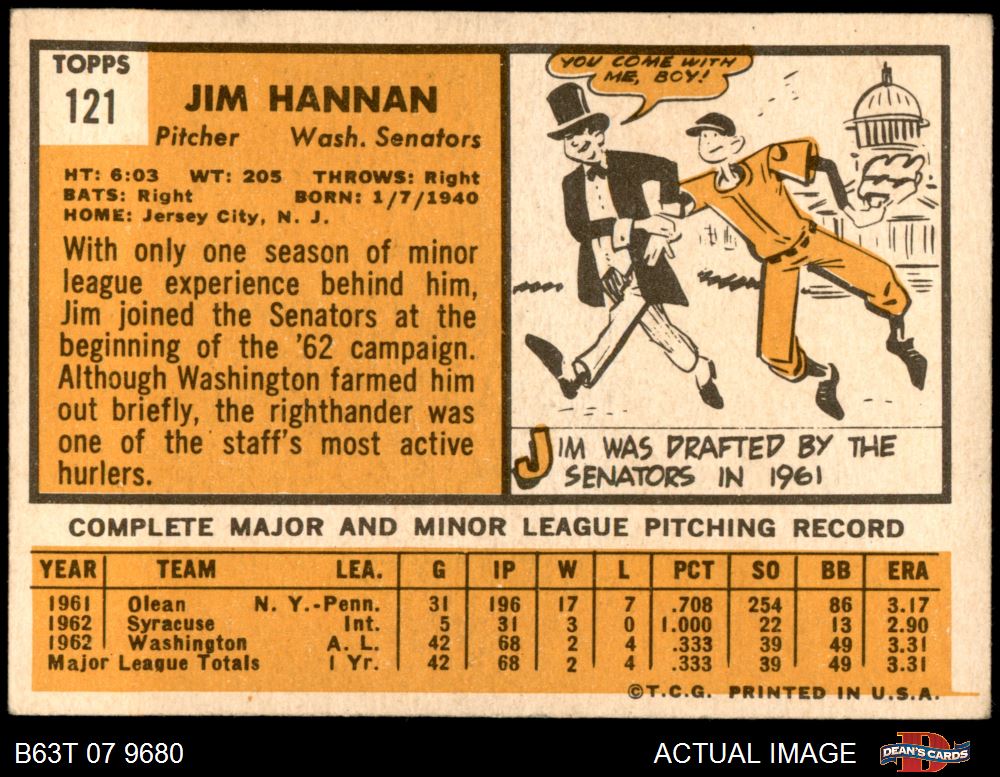 TOPPS
121
JIM HANNAN
Pitcher Wash. Senators
HT: 6:03 WT: 205 THROWS: Right
BATS: Right BORN: 1/7/1940
HOME: Jersey City, N. J.
With only one season of minor
league experience behind him,
Jim joined the Senators at the
beginning of the '62 campaign.
Although Washington farmed him
out briefly, the righthander was
one of the staff's most active
hurlers.
YOU COME WITH
ME, BOY!
JIM WAS DRAFTED BY THE
SENATORS IN 1961
COMPLETE MAJOR AND MINOR LEAGUE PITCHING RECORD
YEAR TEAM LEA. G IP W L PCT SO BB ERA
1961 Olean N. Y.-Penn. 31 196 17 7 .708 254 86 3.17
1962 Syracuse Int. 5 31 3 0 1.000 22 13 2.90
1962 Washington A. L. 42 68 2 4 .333 39 49 3.31
Major League Totals 1 Yr. 42 68 2 4 .333 39 49 3.31
©T.C.G. PRINTED IN U.S.A.
B63T 07 9680 ACTUAL IMAGE DEAN'S CARDS